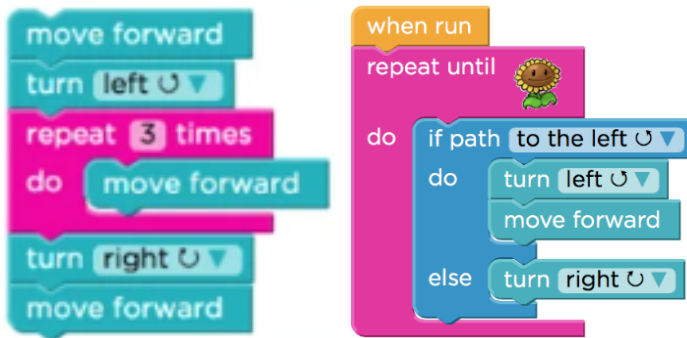 move forward
turn left ↺ ▼
repeat 3 times
do move forward
turn right ↻ ▼
move forward
when run
repeat until
do if path to the left ↺ ▼
do turn left ↺ ▼
move forward
else turn right ↻ ▼